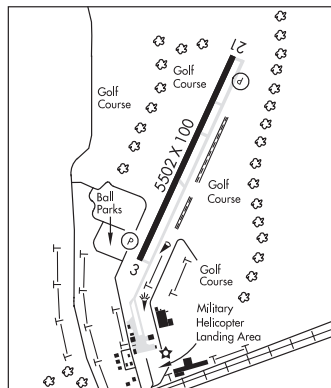 21
P
Golf
Course
Golf
Course
5502 X 100
Golf
Course
Ball
Parks
P
3
Golf
Course
Military
Helicopter
Landing Area